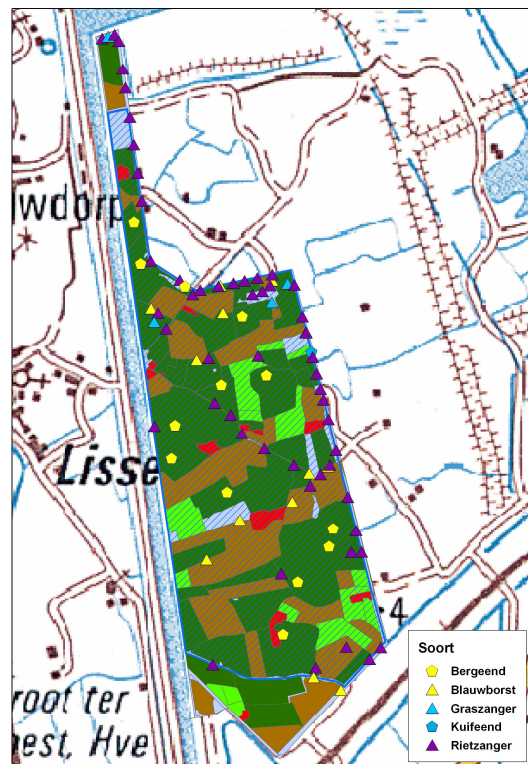 wdorp
Lisse
4
root ter
nest, Hve
Soort
Bergeend
Blauwborst
Graszanger
Kuifeend
Rietzanger